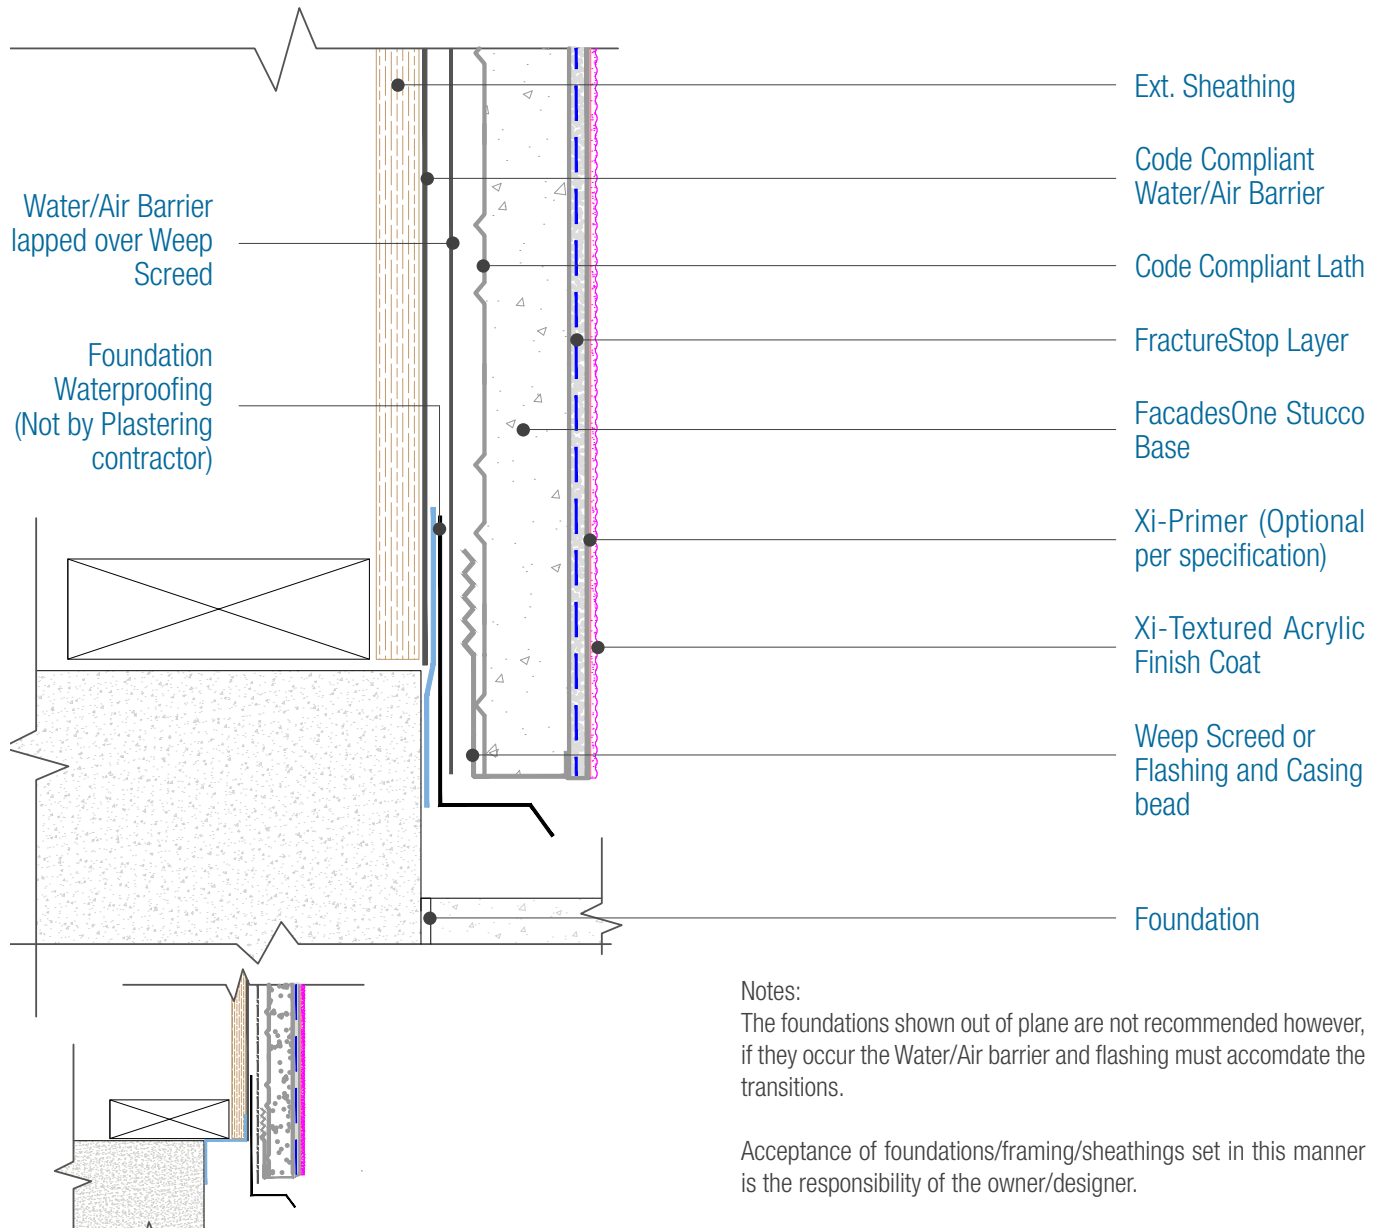 Water/Air Barrier
lapped over Weep
Screed
Foundation
Waterproofing
(Not by Plastering
contractor)
Ext. Sheathing
Code Compliant
Water/Air Barrier
Code Compliant Lath
FractureStop Layer
FacadesOne Stucco
Base
Xi-Primer (Optional
per specification)
Xi-Textured Acrylic
Finish Coat
Weep Screed or
Flashing and Casing
bead
Foundation
Notes:
The foundations shown out of plane are not recommended however,
if they occur the Water/Air barrier and flashing must accomdate the
transitions.
Acceptance of foundations/framing/sheathings set in this manner
is the responsibility of the owner/designer.